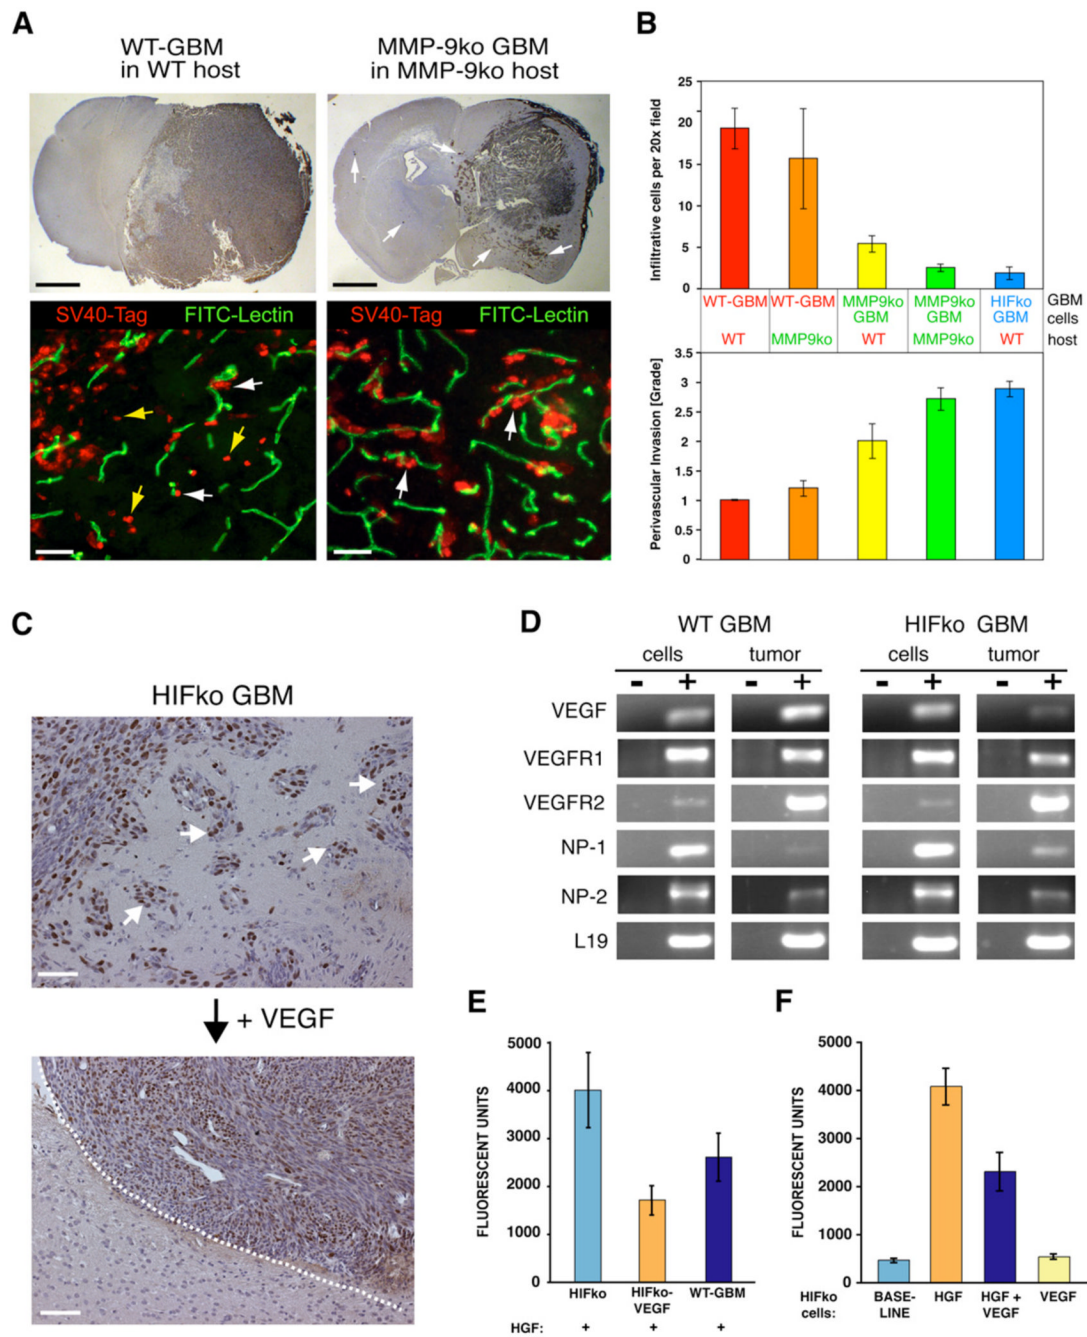 A
WT-GBM
in WT host
MMP-9ko GBM
in MMP-9ko host
SV40-Tag FITC-Lectin
SV40-Tag FITC-Lectin
B
Infiltrative cells per 20x field
20
15
25
5
0
WT-GBM WT-GBM MMP9ko GBM MMP9ko GBM HIFko GBM GBM cells
WT MMP9ko WT MMP9ko WT host
Perivascular Invasion [Grade]
3.5
3
2.5
2
1.5
1
0.5
0
C
HIFko GBM
+ VEGF
D
WT GBM HIFko GBM
cells tumor cells tumor
- + - + - + - +
VEGF
VEGFR1
VEGFR2
NP-1
NP-2
L19
E
FLUORESCENT UNITS
5000
4000
3000
2000
1000
0
HIFko HIFko-VEGF WT-GBM
HGF: + + +
F
FLUORESCENT UNITS
5000
4000
3000
2000
1000
0
HIFko cells: BASE-LINE HGF HGF + VEGF VEGF